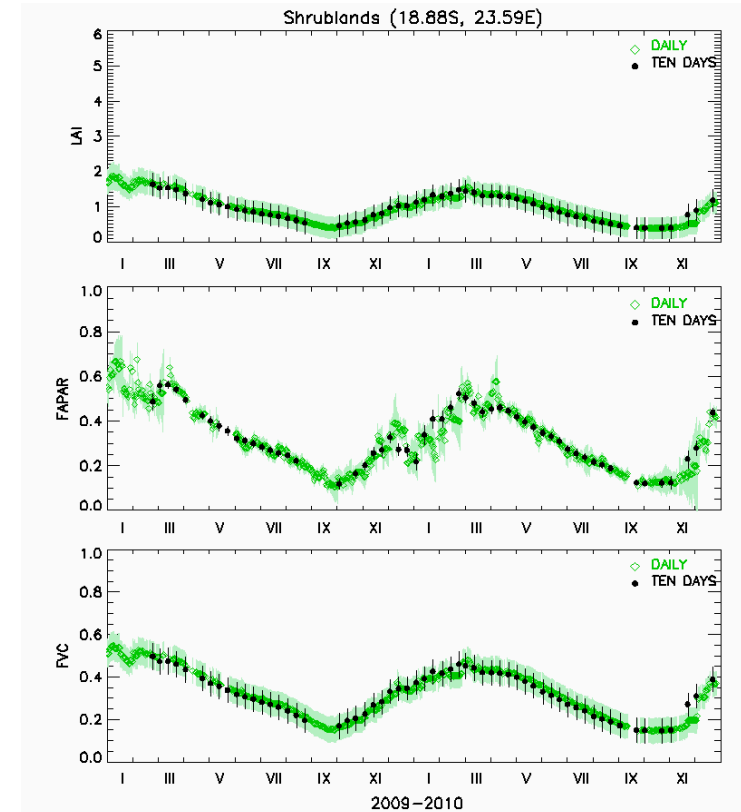 Shrublands (18.88S, 23.59E)
6
5
4
3
2
1
0
LAI
DAILY
TEN DAYS
I III V VII IX XI I III V VII IX XI
1.0
0.8
0.6
0.4
0.2
0.0
FAPAR
DAILY
TEN DAYS
I III V VII IX XI I III V VII IX XI
1.0
0.8
0.6
0.4
0.2
0.0
FVC
DAILY
TEN DAYS
I III V VII IX XI I III V VII IX XI
2009-2010